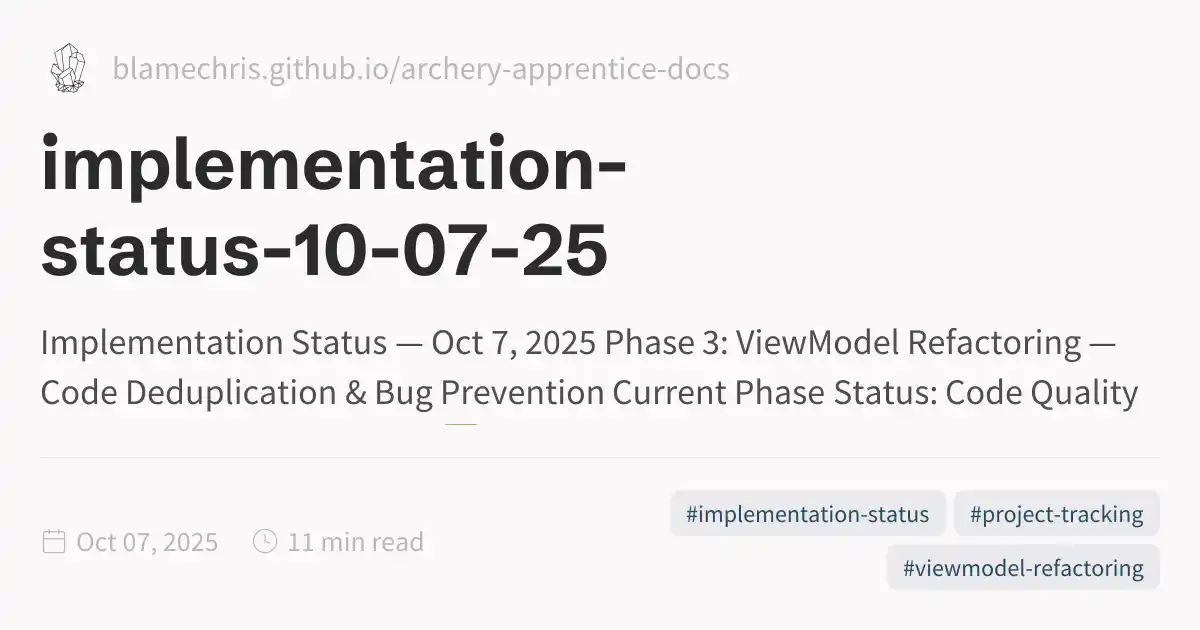 blamechris.github.io/archery-apprentice-docs
implementation-
status-10-07-25
Implementation Status — Oct 7, 2025 Phase 3: ViewModel Refactoring —
Code Deduplication & Bug Prevention Current Phase Status: Code Quality
Oct 07, 2025
11 min read
#implementation-status
#project-tracking
#viewmodel-refactoring